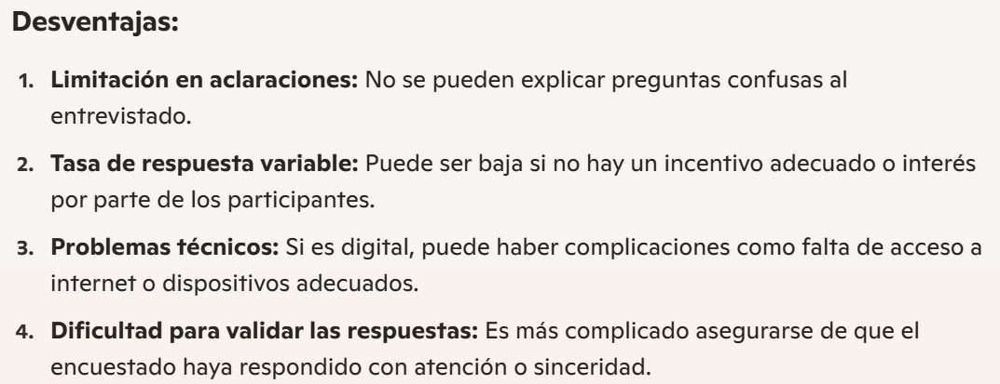 Desventajas:
1. Limitación en aclaraciones: No se pueden explicar preguntas confusas al
entrevistado.
2. Tasa de respuesta variable: Puede ser baja si no hay un incentivo adecuado o interés
por parte de los participantes.
3. Problemas técnicos: Si es digital, puede haber complicaciones como falta de acceso a
internet o dispositivos adecuados.
4. Dificultad para validar las respuestas: Es más complicado asegurarse de que el
encuestado haya respondido con atención o sinceridad.